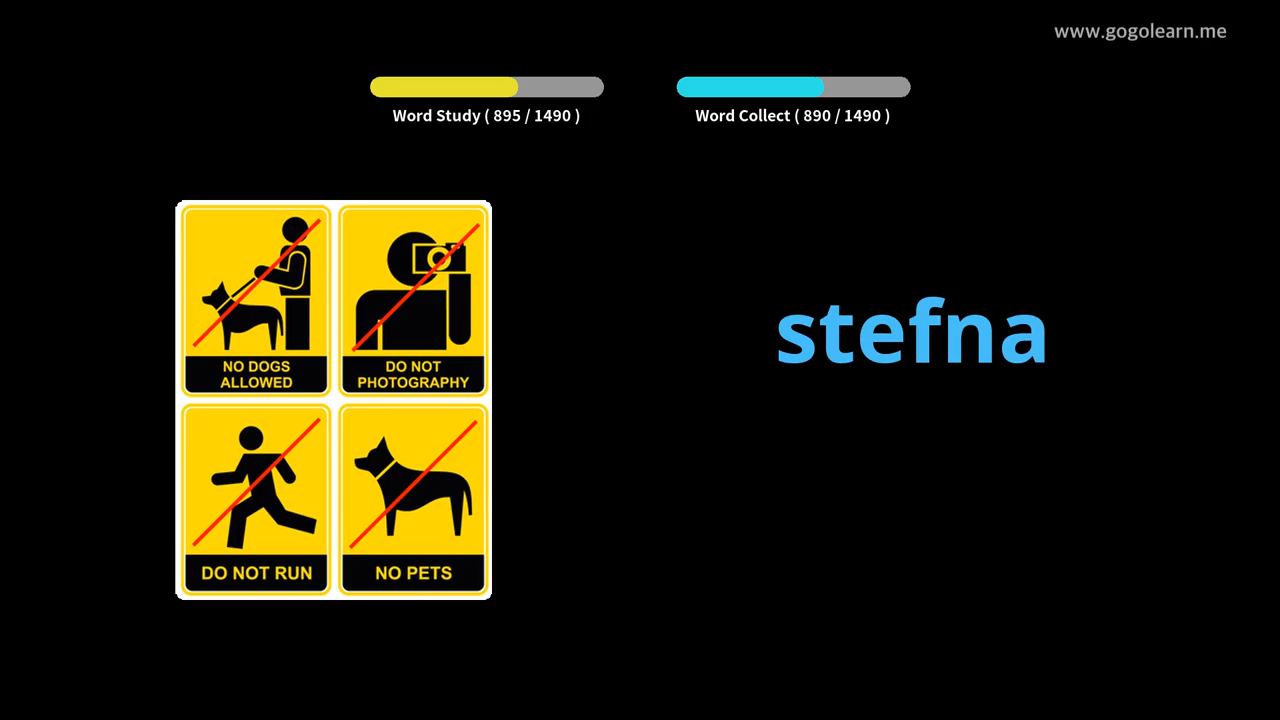 www.gogolearn.me
Word Study ( 895 / 1490 )
Word Collect ( 890 / 1490 )
NO DOGS
ALLOWED
DO NOT
PHOTOGRAPHY
stefna
DO NOT RUN
NO PETS